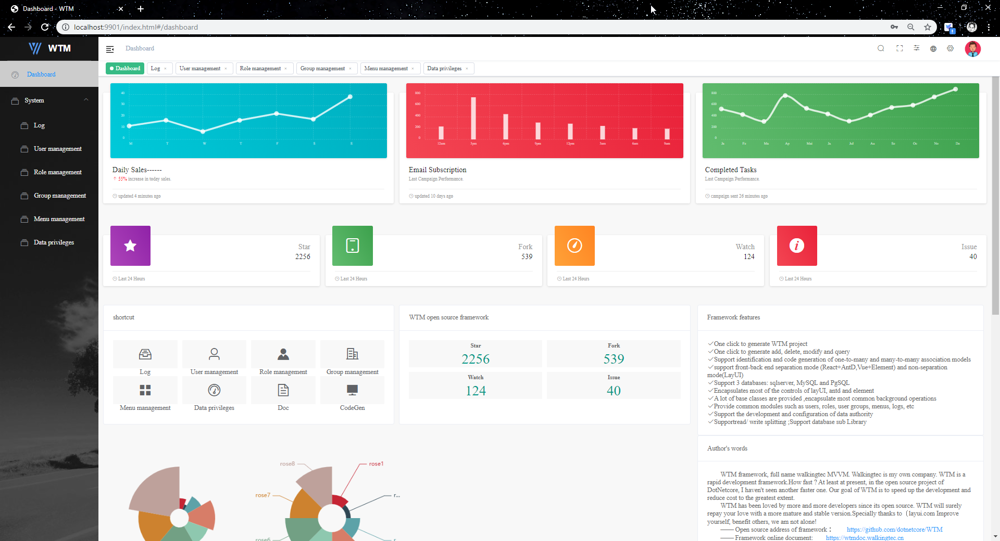 Dashboard - WTM
localhost:9901/index.html#/dashboard
WTM
Dashboard
Dashboard
System
Log
User management
Role management
Group management
Menu management
Data privileges
Dashboard
Log
User management
Role management
Group management
Menu management
Data privileges
40
30
20
10
0
M T W T F S S
Daily Sales------
55% increase in today sales.
updated 4 minutes ago
800
600
400
200
0
12am 3pm 6pm 9pm 12pm 3am 6am 9am
Email Subscription
Last Campaign Performance.
updated 10 days ago
800
600
400
200
0
Ja Fe Ma Ap Mai Ju Jul Au Se Oc No De
Completed Tasks
Last Campaign Performance.
campaign sent 26 minutes ago
Star
2256
Last 24 Hours
Fork
539
Last 24 Hours
Watch
124
Last 24 Hours
Issue
40
Last 24 Hours
shortcut
Log
User management
Role management
Group management
Menu management
Data privileges
Doc
CodeGen
WTM open source framework
Star
2256
Fork
539
Watch
124
Issue
40
Framework features
One click to generate WTM project
One click to generate add, delete, modify and query
Support identification and code generation of one-to-many and many-to-many association models
support front-back end separation mode (React+AntD,Vue+Element) and non-separation
mode(LayUI)
Support 3 databases: sqlserver, MySQL and PgSQL
Encapsulates most of the controls of layUI, antd and element
A lot of base classes are provided ,encapsulate most common background operations
Provide common modules such as users, roles, user groups, menus, logs, etc
Support the development and configuration of data authority
Supportread/ write splitting ;Support database sub Library
Author's words
WTM framework, full name walkingtec MVVM. Walkingtec is my own company. WTM is a
rapid development framework.How fast ? At least at present, in the open source project of
DotNetcore, I haven't seen another faster one. Our goal of WTM is to speed up the development and
reduce cost to the greatest extent.
WTM has been loved by more and more developers since its open source. WTM will surely
repay your love with a more mature and stable version.Specially thanks to（layui.com Improve
yourself, benefit others, we are not alone!
—— Open source address of framework： https://github.com/dotnetcore/WTM
—— Framework online document: https://wtmdoc.walkingtec.cn
rose8
rose1
rose7
r...
rose6
r